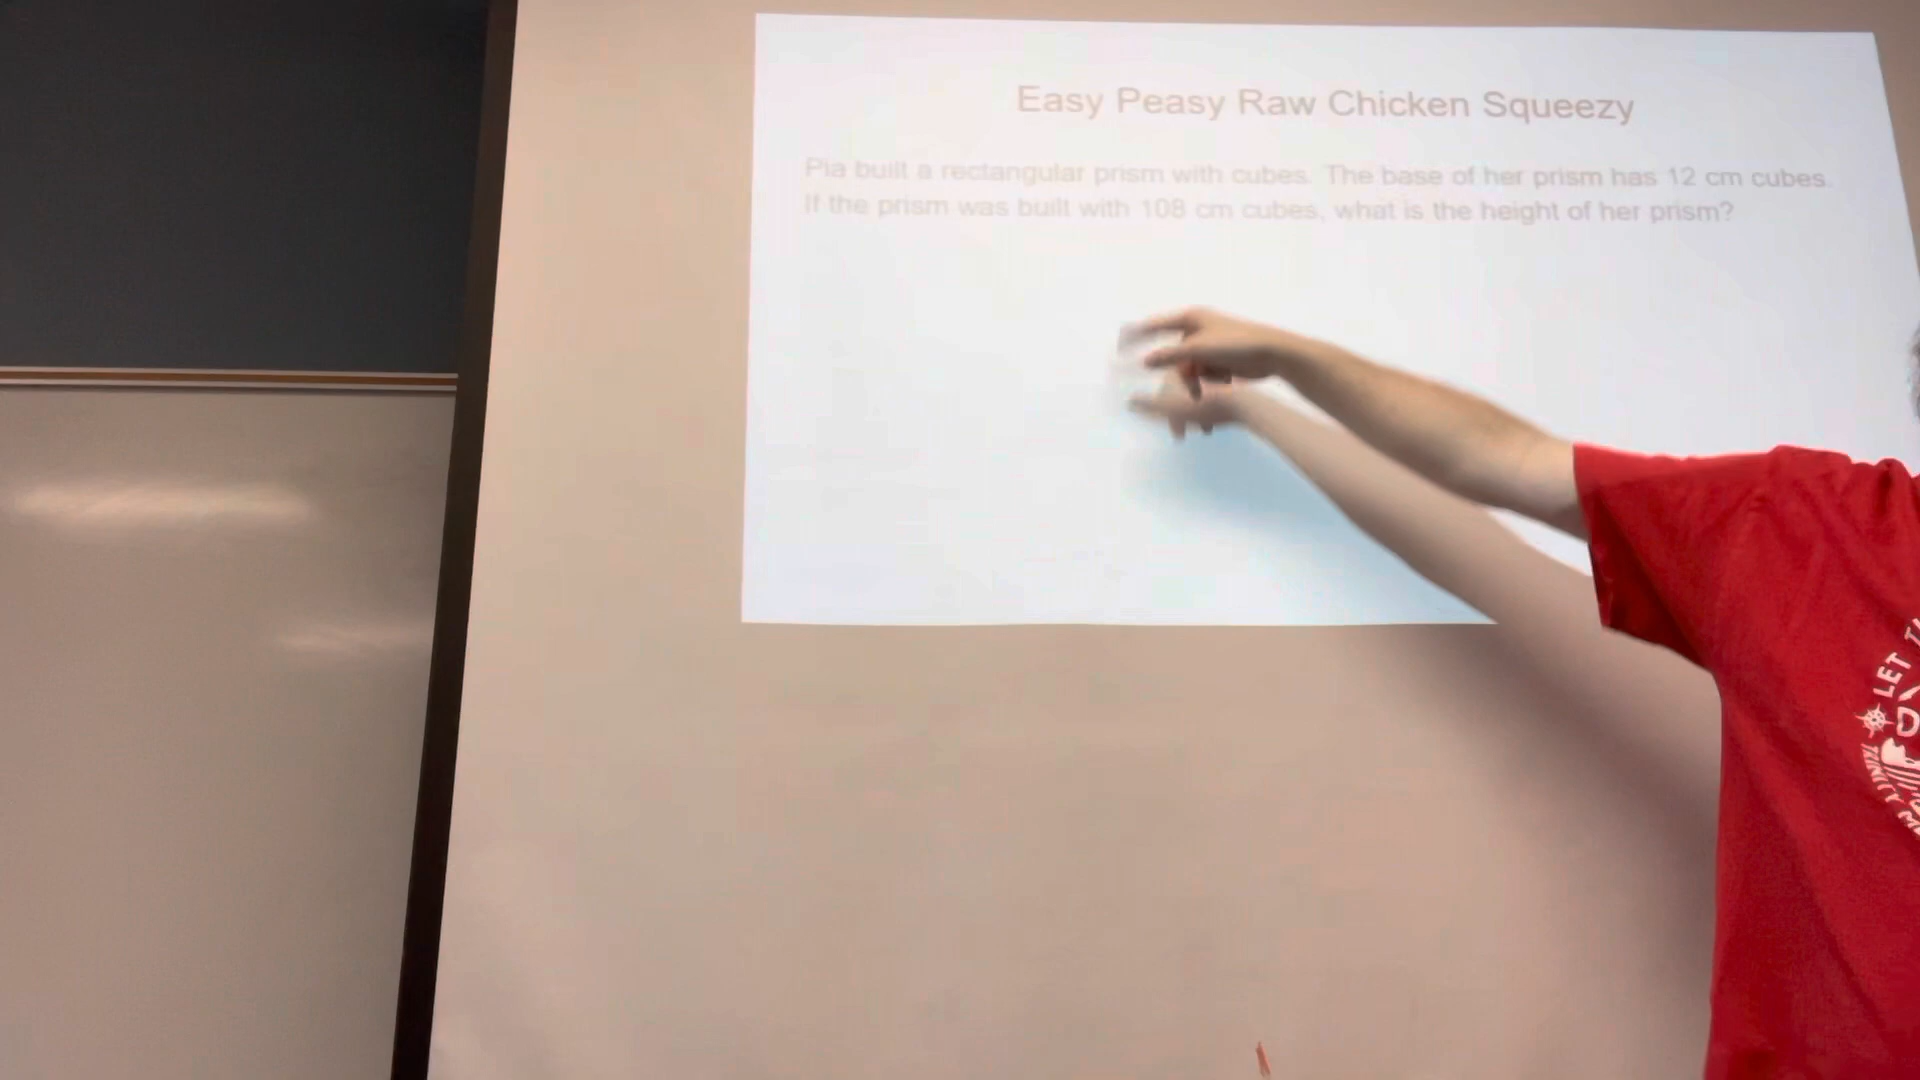 Easy Peasy Raw Chicken Squeezy
Pia built a rectangular prism with cubes. The base of her prism has 12 cm cubes.
If the prism was built with 108 cm cubes, what is the height of her prism?
LET